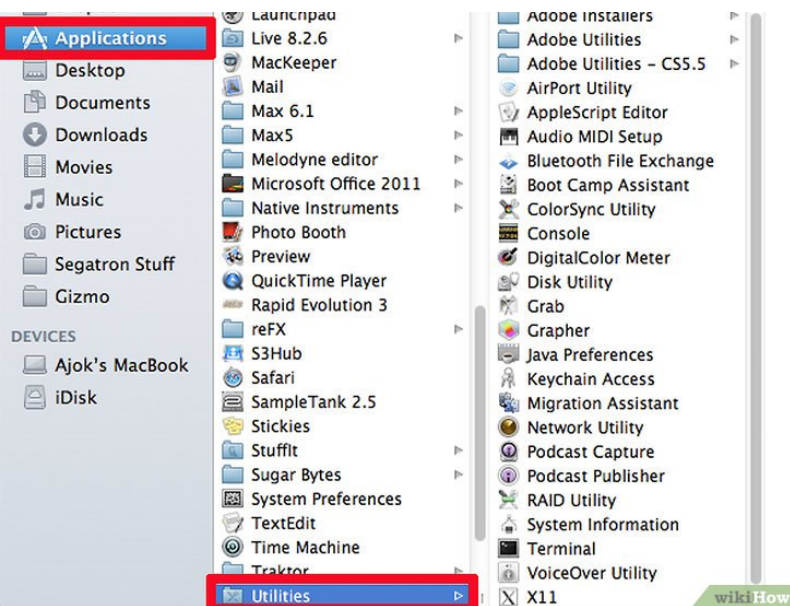 Applications
Desktop
Documents
Downloads
Movies
Music
Pictures
Segatron Stuff
Gizmo
DEVICES
Ajok's MacBook
iDisk
Launchpad
Live 8.2.6
MacKeeper
Mail
Max 6.1
Max5
Melodyne editor
Microsoft Office 2011
Native Instruments
Photo Booth
Preview
QuickTime Player
Rapid Evolution 3
reFX
S3Hub
Safari
SampleTank 2.5
Stickies
StuffIt
Sugar Bytes
System Preferences
TextEdit
Time Machine
Traktor
Utilities
Adobe Installers
Adobe Utilities
Adobe Utilities - CS5.5
AirPort Utility
AppleScript Editor
Audio MIDI Setup
Bluetooth File Exchange
Boot Camp Assistant
ColorSync Utility
Console
DigitalColor Meter
Disk Utility
Grab
Grapher
Java Preferences
Keychain Access
Migration Assistant
Network Utility
Podcast Capture
Podcast Publisher
RAID Utility
System Information
Terminal
VoiceOver Utility
X11
wikiHow